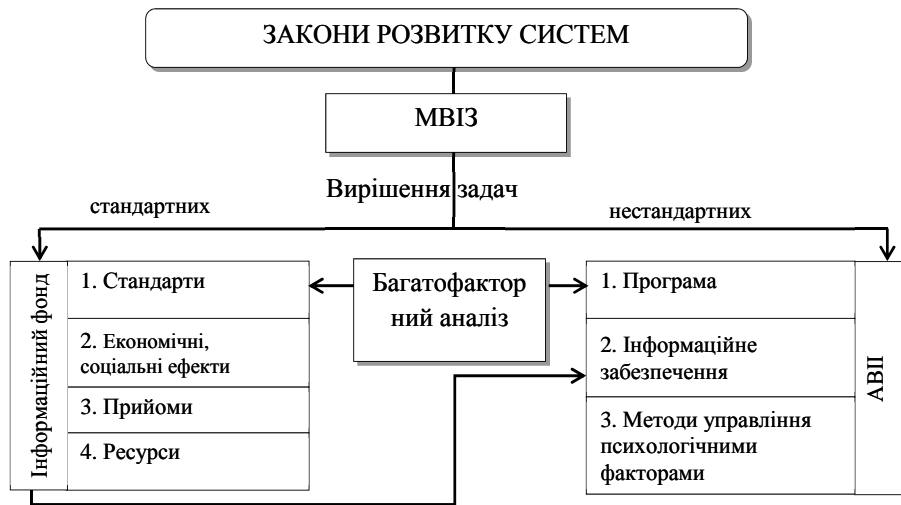 ЗАКОНИ РОЗВИТКУ СИСТЕМ
МВІЗ
Вирішення задач
стандартних
нестандартних
Інформаційний фонд
1. Стандарти
2. Економічні,
соціальні ефекти
3. Прийоми
4. Ресурси
Багатофактор
ний аналіз
1. Програма
2. Інформаційне
забезпечення
3. Методи управління
психологічними
факторами
АВІІ